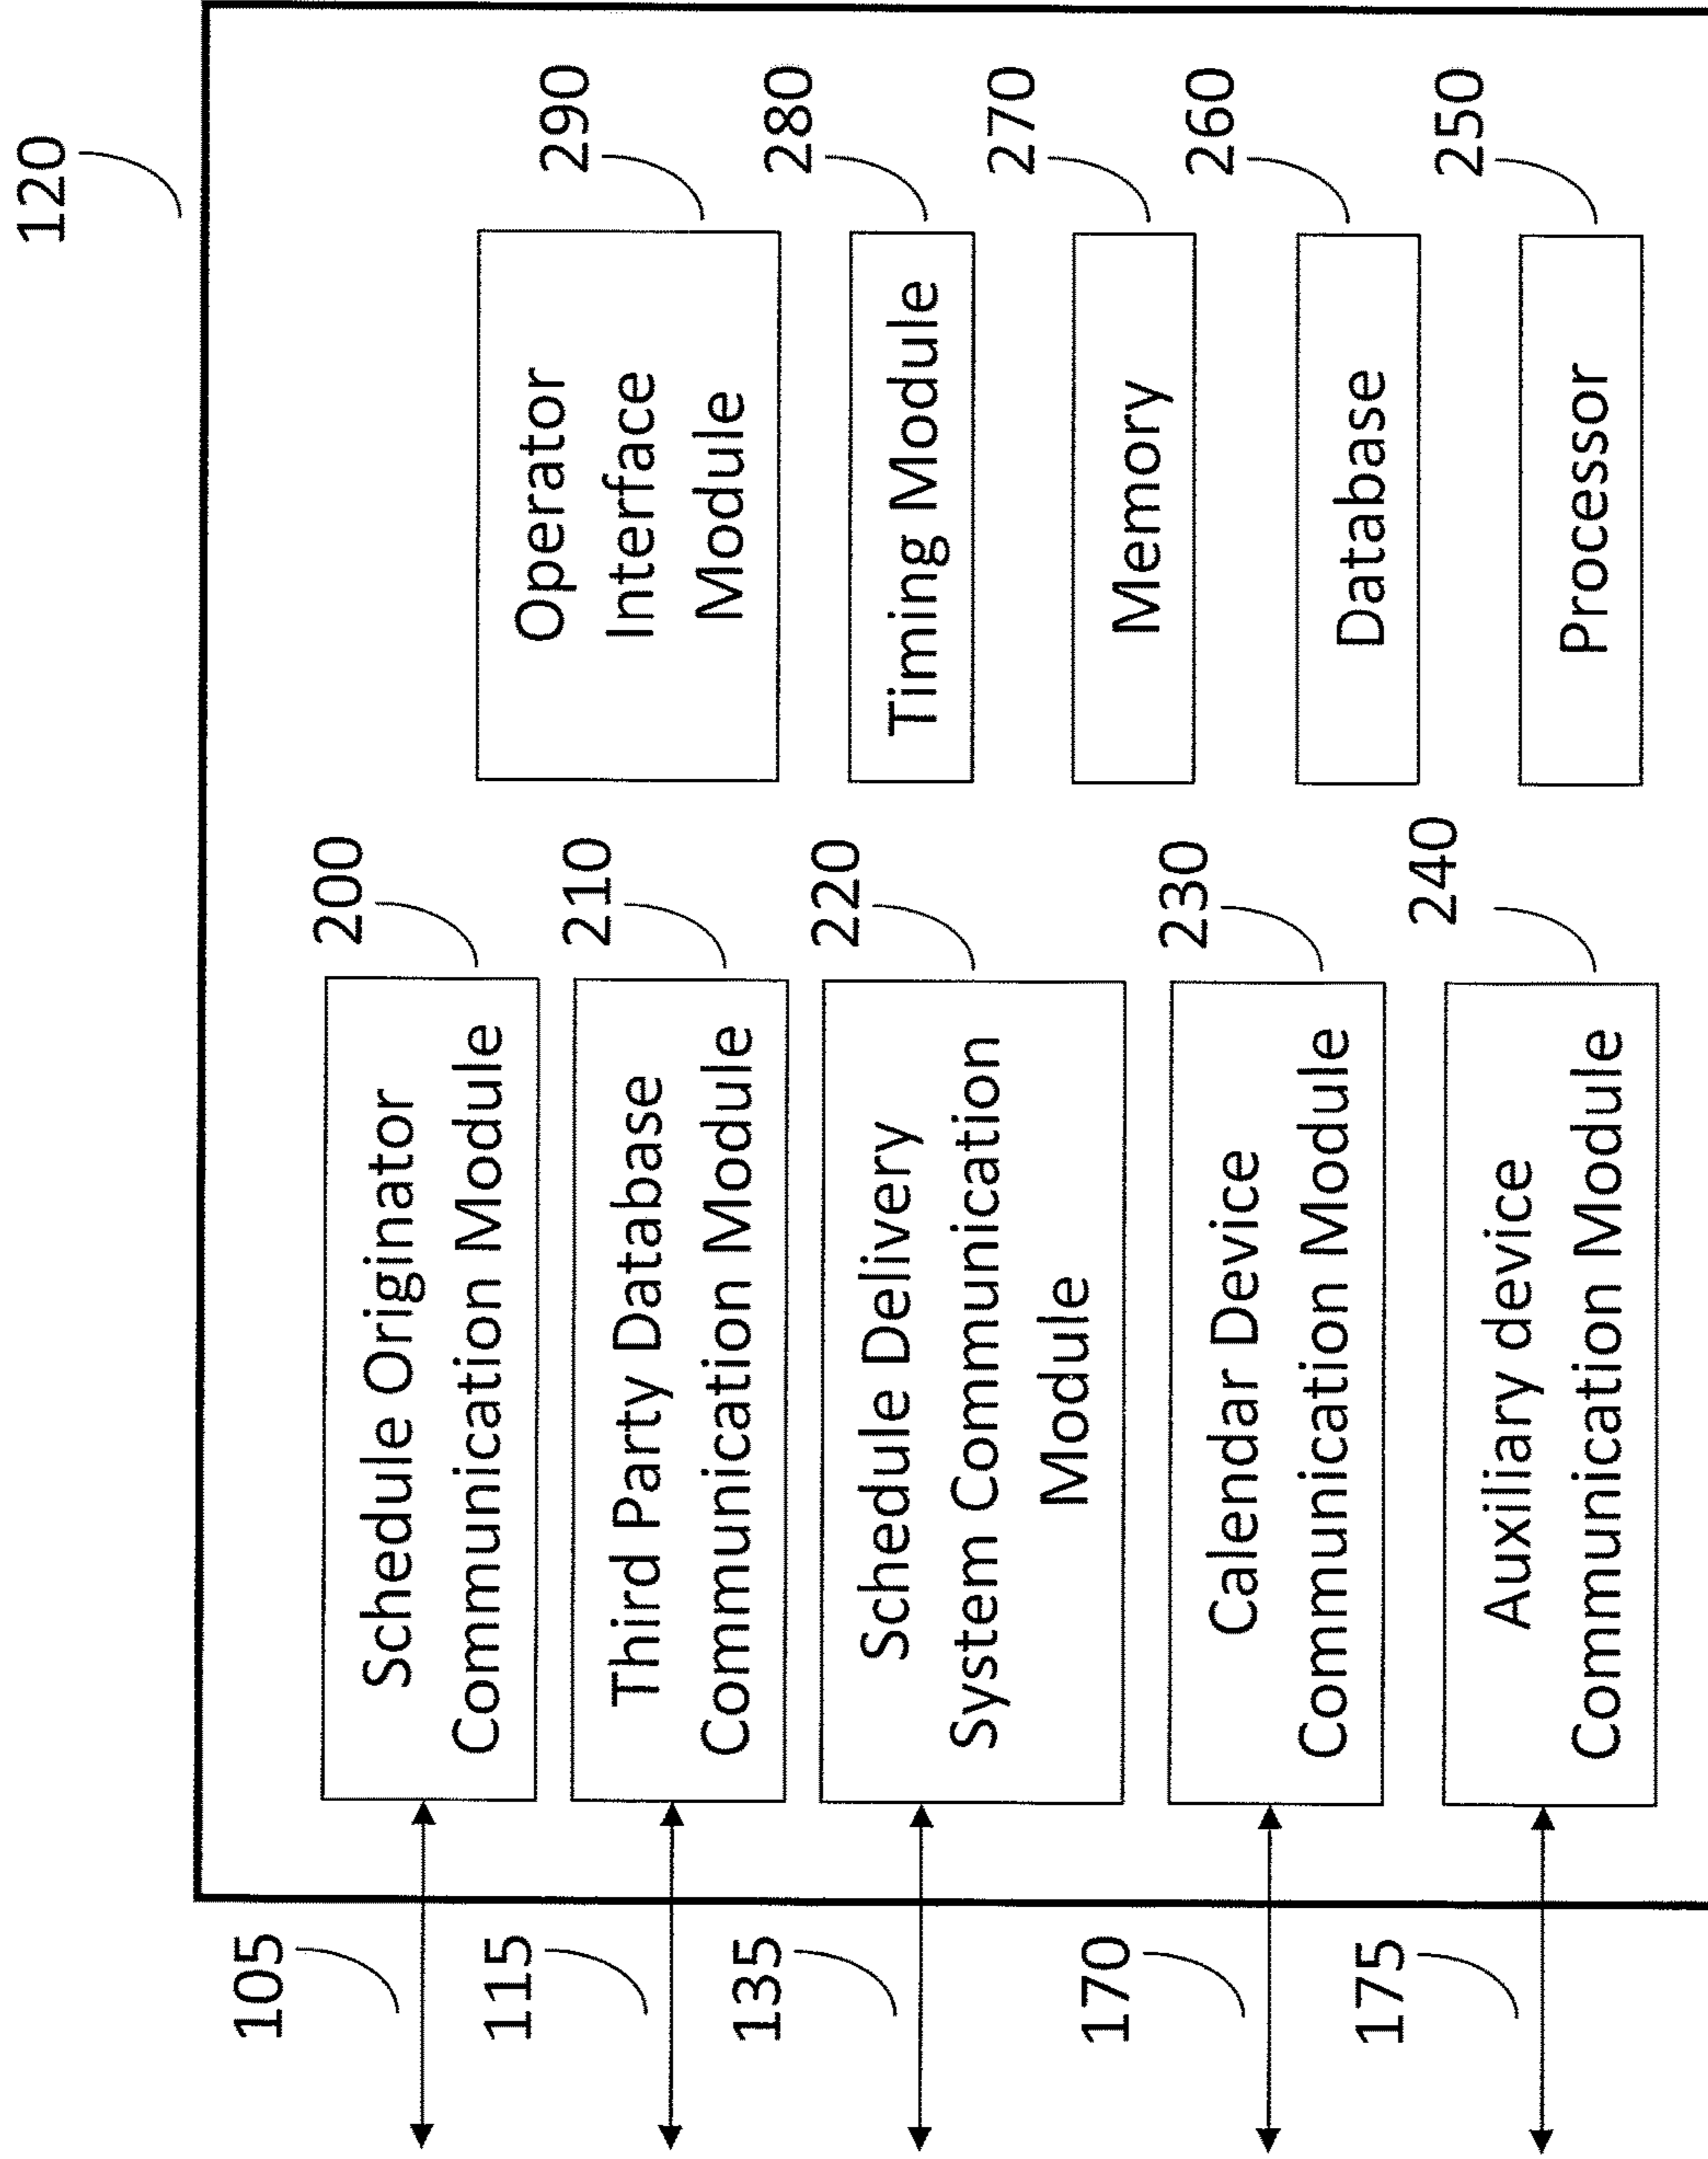 120
105
Schedule Originator
Communication Module
200
115
Third Party Database
Communication Module
210
135
Schedule Delivery
System Communication
Module
220
170
Calendar Device
Communication Module
230
175
Auxiliary device
Communication Module
240
Operator
Interface
Module
290
Timing Module
280
Memory
270
Database
260
Processor
250